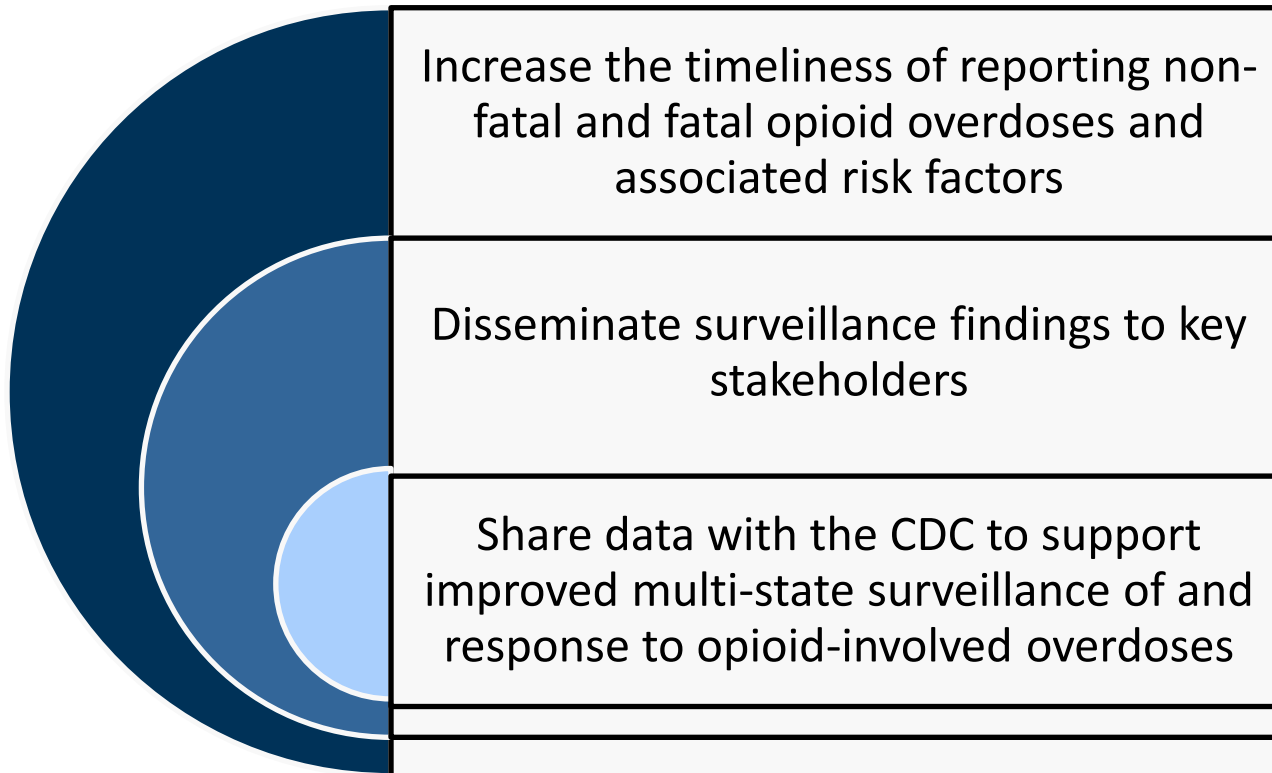 Increase the timeliness of reporting non-
fatal and fatal opioid overdoses and
associated risk factors
Disseminate surveillance findings to key
stakeholders
Share data with the CDC to support
improved multi-state surveillance of and
response to opioid-involved overdoses